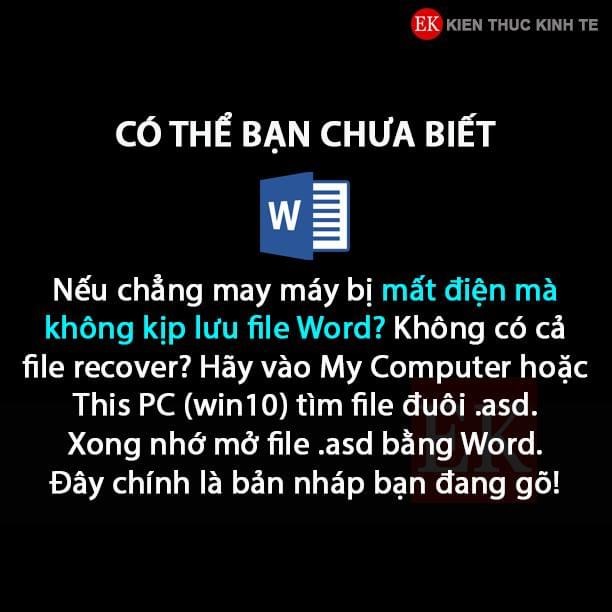 EK KIEN THUC KINH TE
CÓ THỂ BẠN CHƯA BIẾT
W
Nếu chẳng may máy bị mất điện mà
không kịp lưu file Word? Không có cả
file recover? Hãy vào My Computer hoặc
This PC (win10) tìm file đuôi .asd.
Xong nhớ mở file .asd bằng Word.
Đây chính là bản nháp bạn đang gõ!
EK